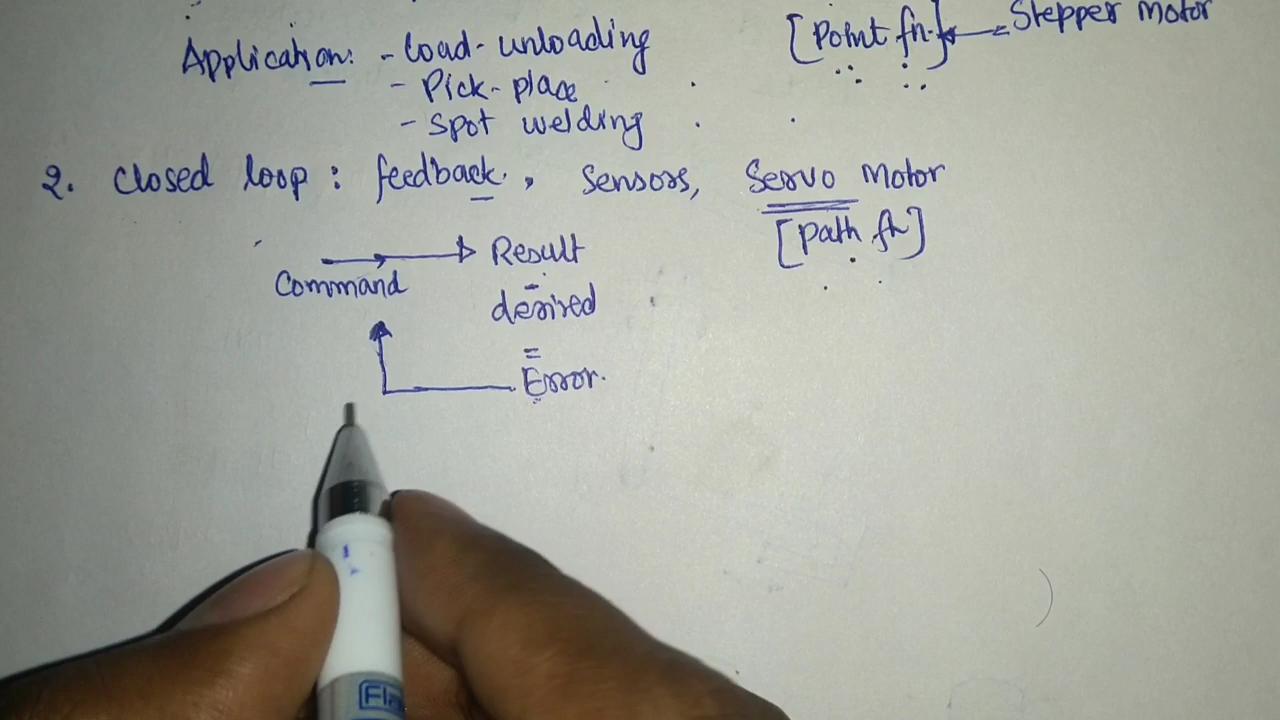 Application: - load-unloading [Point fn.] Stepper Motor
- Pick-place
- Spot welding
2. Closed loop : feedback, sensors, Servo Motor
[Path fn]
Result
Command
desired
= Error.
Fla